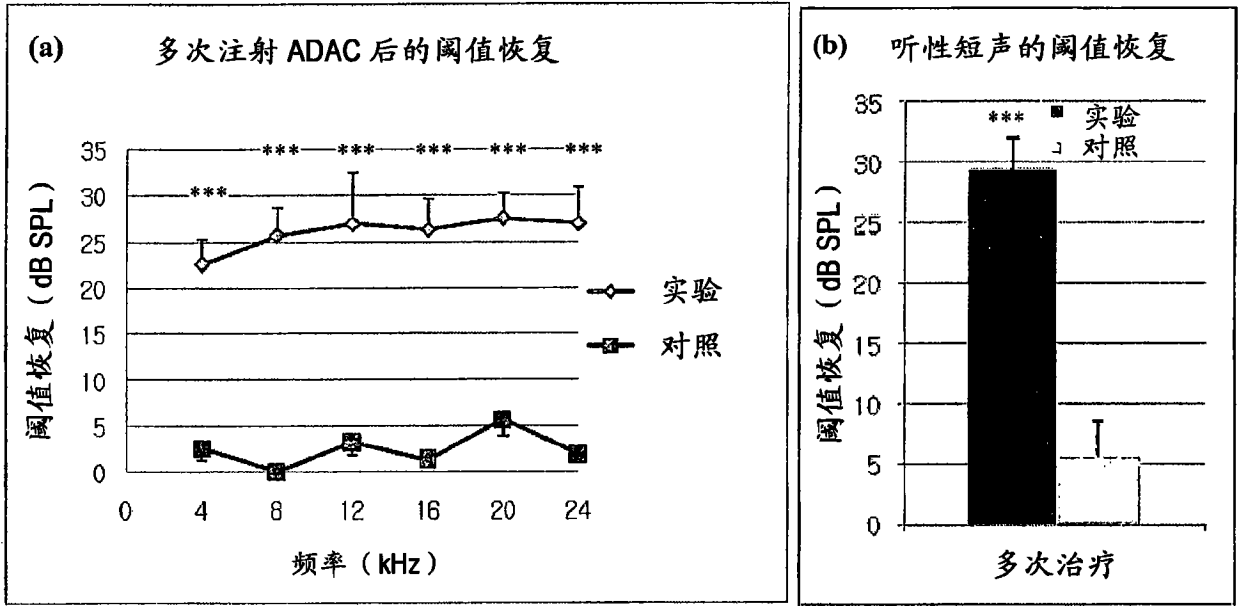 (a) 多次注射 ADAC 后的阈值恢复
阈值恢复（dB SPL）
35
30
25
20
15
10
5
0
*** *** *** *** *** ***
0 4 8 12 16 20 24
频率（kHz）
实验
对照
(b) 听性短声的阈值恢复
阈值恢复（dB SPL）
35
30
25
20
15
10
5
0
***
实验
对照
多次治疗